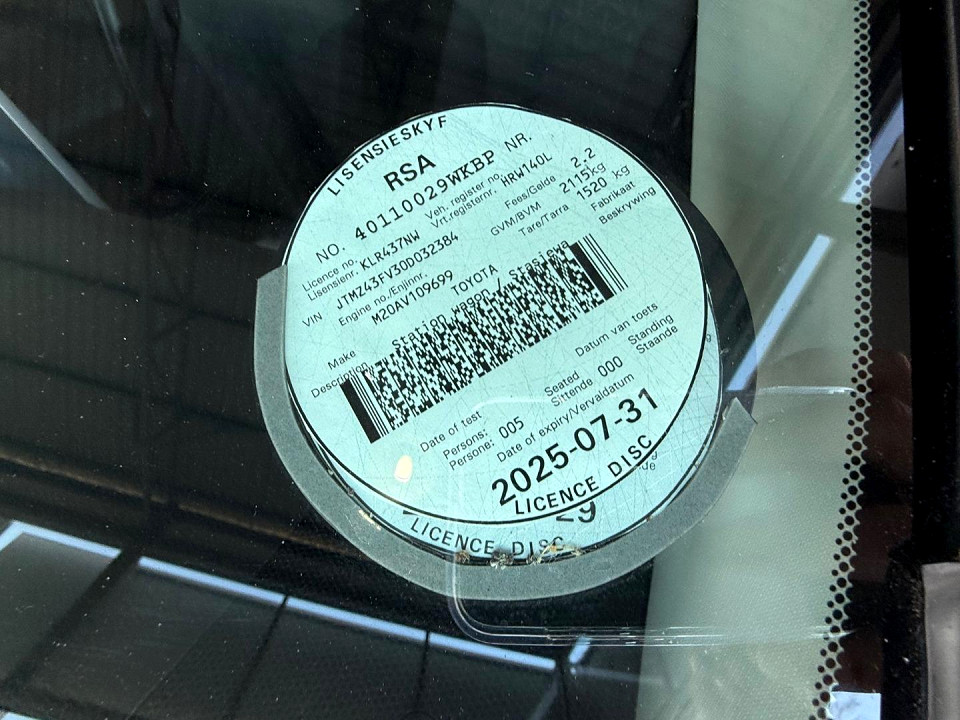 LISENSIESKYF
RSA
NO. 40110029WKBP NR.
Licence no. Veh. register no.
Lisensienr. KLR437NW Vrt.registernr. HRW140L
VIN JTMZ43FV30D032384 Fees/Gelde 2.2
Engine no./Enjinnr. GVM/BVM 2115kg
M20AV109699 Tare/Tarra 1520 kg
Make TOYOTA Fabrikaat
Description Station wagon / Stasiewa Beskrywing
Date of test Datum van toets
Persons: Seated Standing
Persone: 005 Sittende 000 Staande
Date of expiry/Vervaldatum
2025-07-31
LICENCE DISC
29
LICENCE DISC